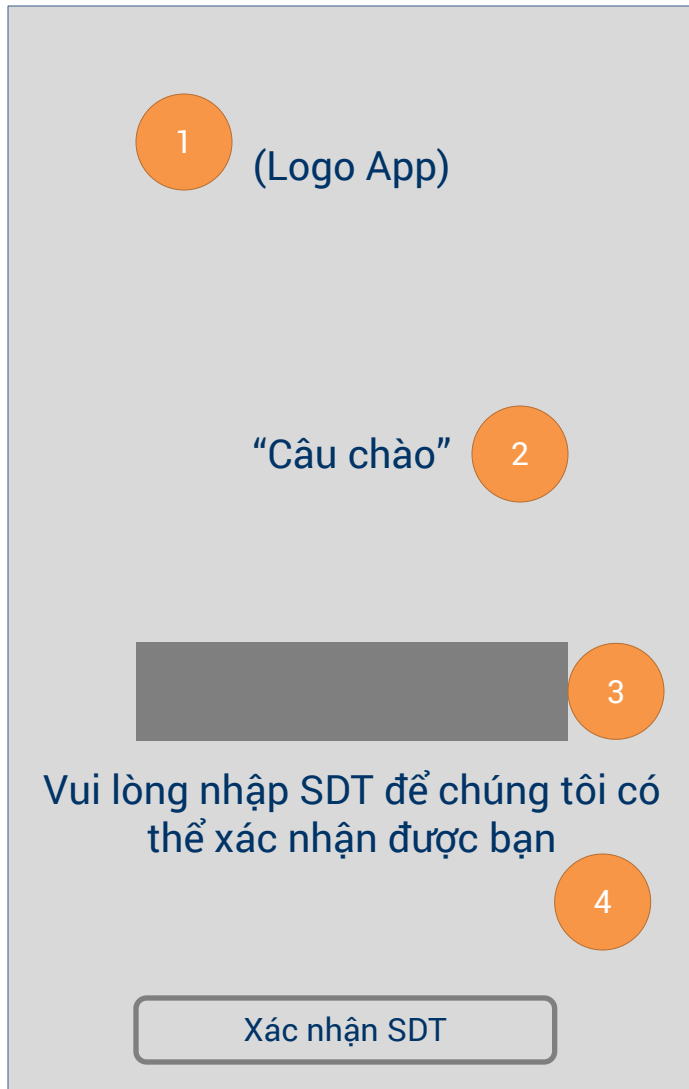 1
(Logo App)
“Câu chào”
2
3
Vui lòng nhập SDT để chúng tôi có
thể xác nhận được bạn
4
Xác nhận SDT